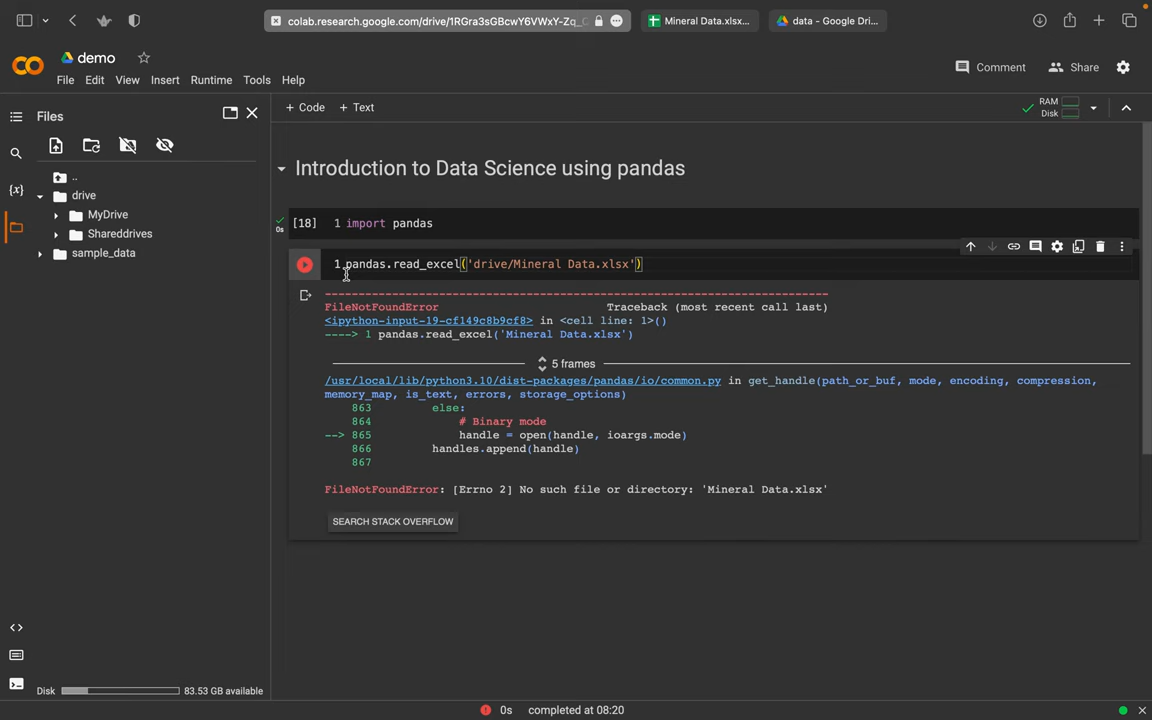 colab.research.google.com/drive/1RGra3sGBcwY6VWxY-Zq_
Mineral Data.xlsx...
data - Google Dri...
demo
File Edit View Insert Runtime Tools Help
Comment
Share
Files
+ Code + Text
RAM
Disk
..
drive
MyDrive
Shareddrives
sample_data
{x}
Introduction to Data Science using pandas
[18] 1 import pandas
0s
1 pandas.read_excel('drive/Mineral Data.xlsx')
---------------------------------------------------------------------------
FileNotFoundError Traceback (most recent call last)
<ipython-input-19-cf149c8b9cf8> in <cell line: 1>()
----> 1 pandas.read_excel('Mineral Data.xlsx')
5 frames
/usr/local/lib/python3.10/dist-packages/pandas/io/common.py in get_handle(path_or_buf, mode, encoding, compression,
memory_map, is_text, errors, storage_options)
863 else:
864 # Binary mode
--> 865 handle = open(handle, ioargs.mode)
866 handles.append(handle)
867
FileNotFoundError: [Errno 2] No such file or directory: 'Mineral Data.xlsx'
SEARCH STACK OVERFLOW
Disk 83.53 GB available
0s completed at 08:20